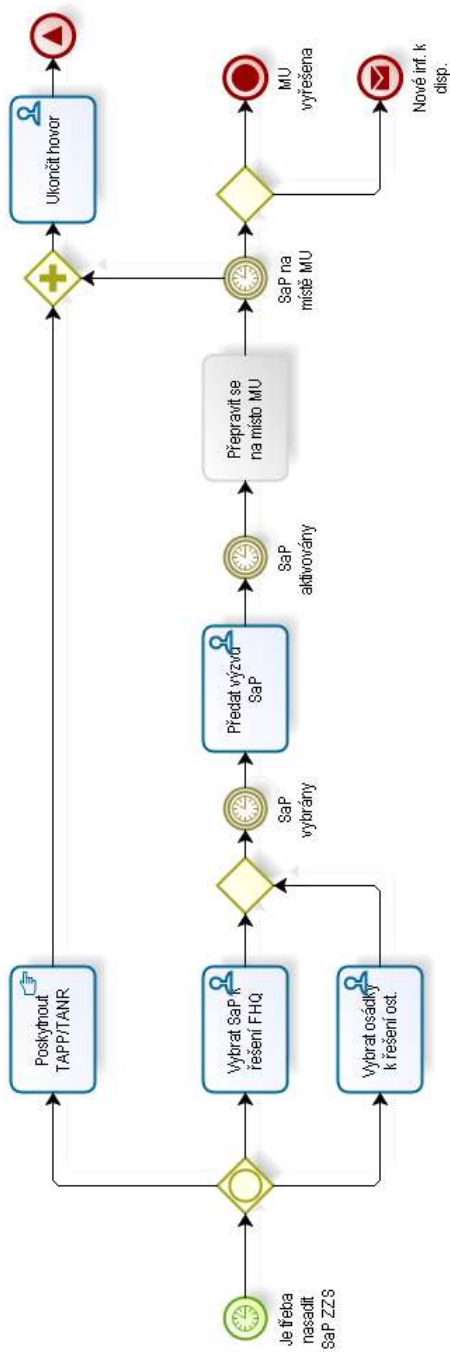 Je třeba
nasadit
SaP ZZS
Poskytnout
TAPP/TANR
Vybrat SaP k
řešení FHQ
Vybrat osádky
k řešení ost.
SaP
vybrány
Předat výzvu
SaP
SaP
aktivovány
Přepravit se
na místo MU
SaP na
místě MU
Ukončit hovor
MU
vyřešena
Nové inf. k
disp.